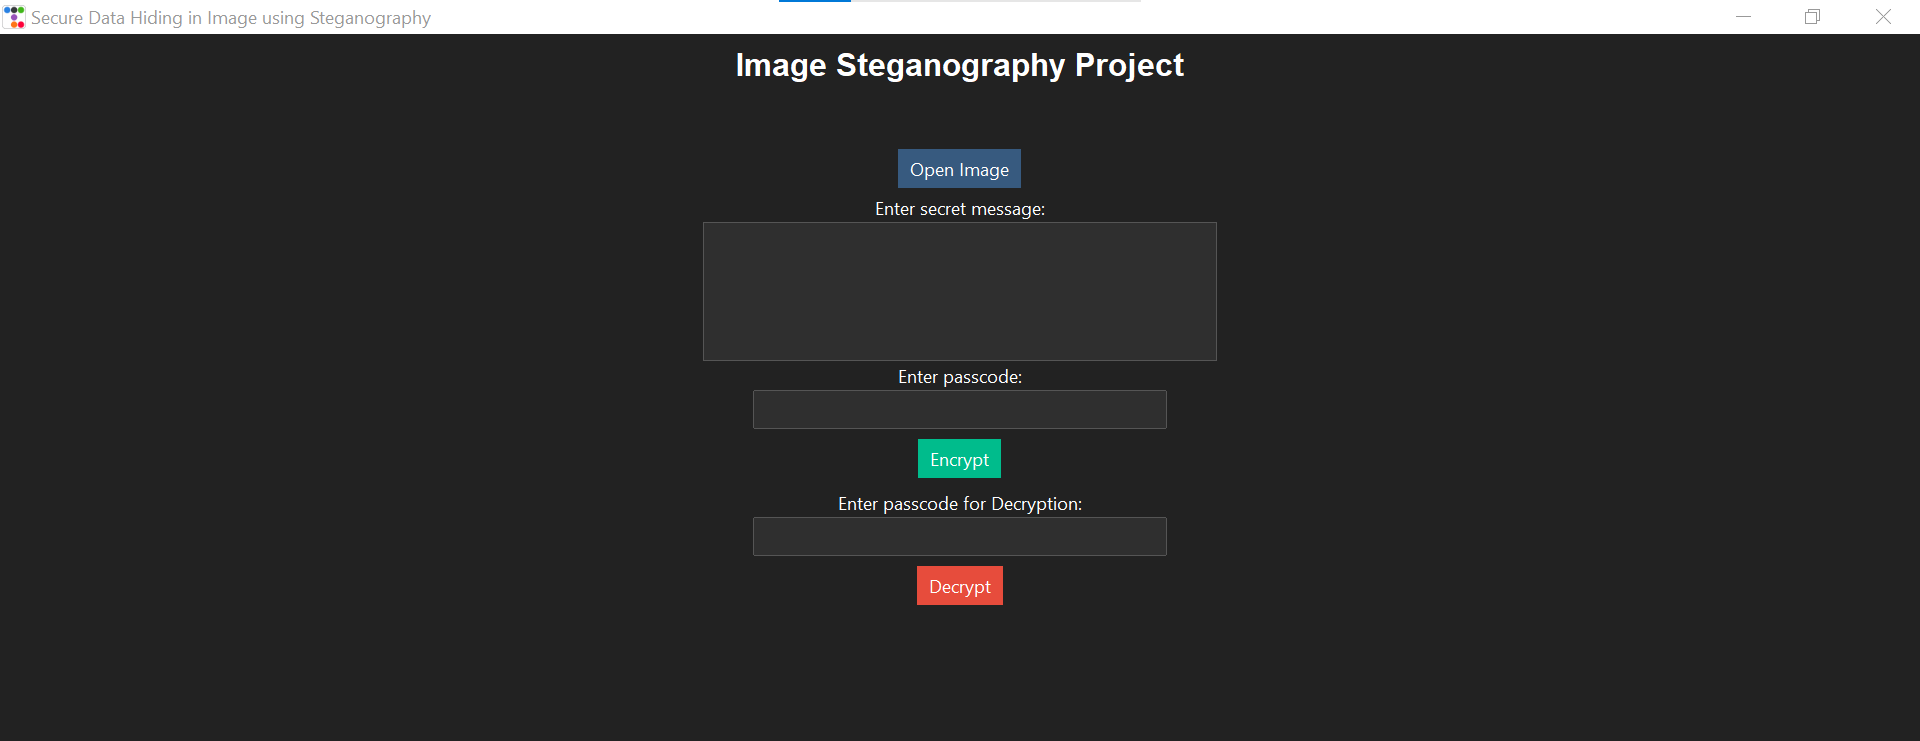 Secure Data Hiding in Image using Steganography
Image Steganography Project
Open Image
Enter secret message:
Enter passcode:
Encrypt
Enter passcode for Decryption:
Decrypt